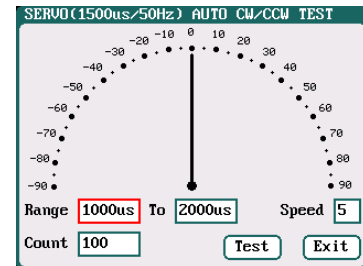 SERVO(1500us/50Hz) AUTO CW/CCW TEST
-10 0 10
-20 20
-30 30
-40 40
-50 50
-60 60
-70 70
-80 80
-90 90
Range 1000us To 2000us Speed 5
Count 100 Test Exit